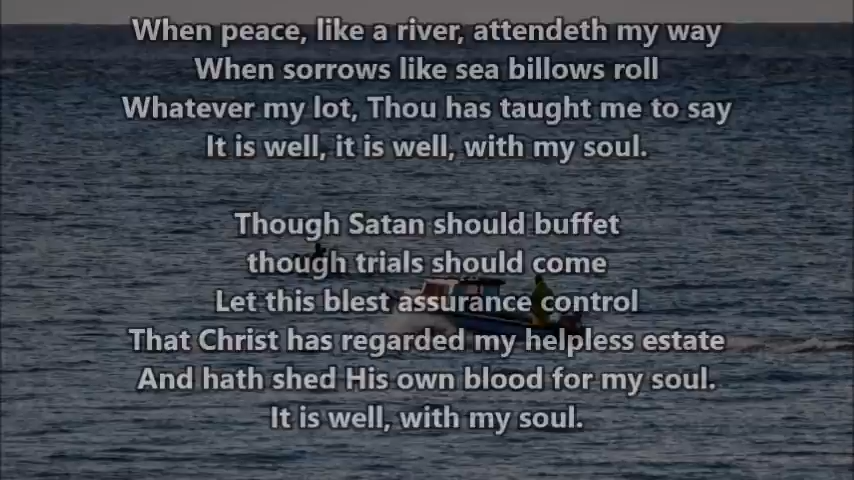 When peace, like a river, attendeth my way
When sorrows like sea billows roll
Whatever my lot, Thou has taught me to say
It is well, it is well, with my soul.
Though Satan should buffet
though trials should come
Let this blest assurance control
That Christ has regarded my helpless estate
And hath shed His own blood for my soul.
It is well, with my soul.